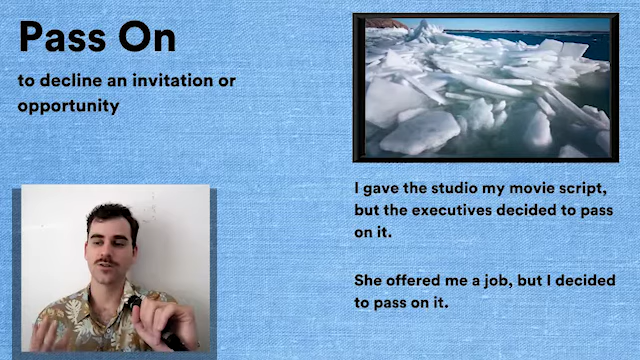 Pass On
to decline an invitation or
opportunity
I gave the studio my movie script,
but the executives decided to pass
on it.
She offered me a job, but I decided
to pass on it.